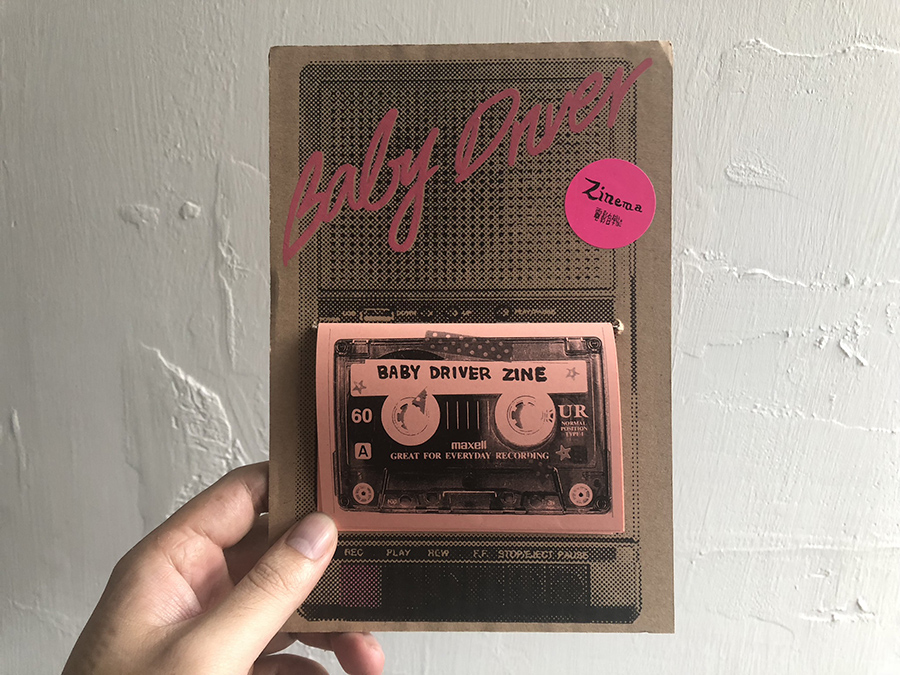 Baby Driver
Zinema
BABY DRIVER ZINE
60
UR
NORMAL
POSITION
TYPE I
A
maxell
GREAT FOR EVERYDAY RECORDING
REC PLAY REW F.F. STOP/EJECT PAUSE